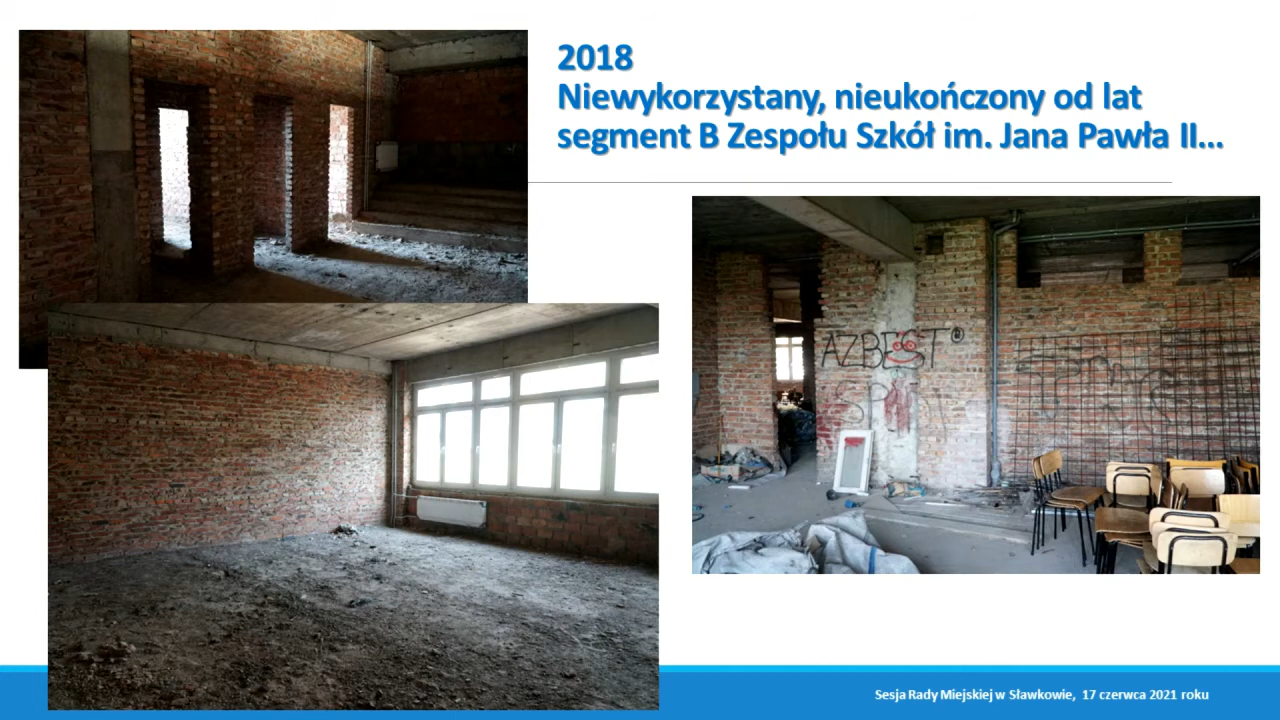 2018
Niewykorzystany, nieukończony od lat
segment B Zespołu Szkół im. Jana Pawła II...
AZBEST®
Sesja Rady Miejskiej w Sławkowie, 17 czerwca 2021 roku